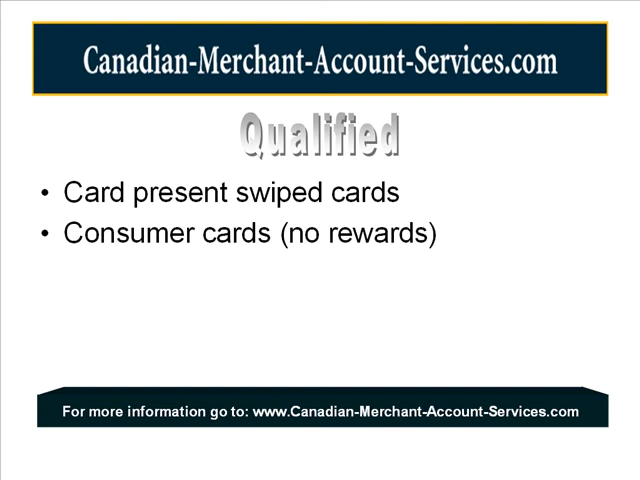 Canadian-Merchant-Account-Services.com
Qualified
• Card present swiped cards
• Consumer cards (no rewards)
For more information go to: www.Canadian-Merchant-Account-Services.com